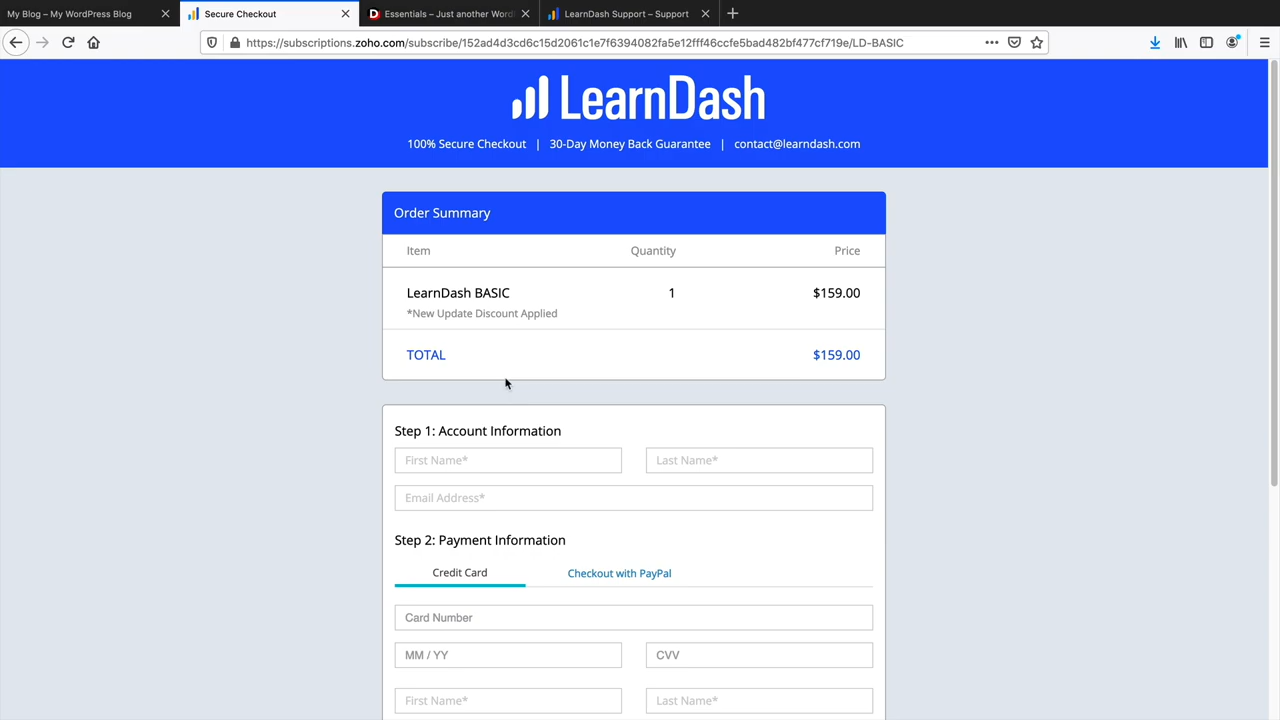 My Blog – My WordPress Blog
Secure Checkout
Essentials – Just another Word
LearnDash Support – Support
https://subscriptions.zoho.com/subscribe/152ad4d3cd6c15d2061c1e7f6394082fa5e12fff46ccfe5bad482bf477cf719e/LD-BASIC
LearnDash
100% Secure Checkout | 30-Day Money Back Guarantee | contact@learndash.com
Order Summary
Item Quantity Price
LearnDash BASIC 1 $159.00
*New Update Discount Applied
TOTAL $159.00
Step 1: Account Information
First Name* Last Name*
Email Address*
Step 2: Payment Information
Credit Card Checkout with PayPal
Card Number
MM / YY CVV
First Name* Last Name*